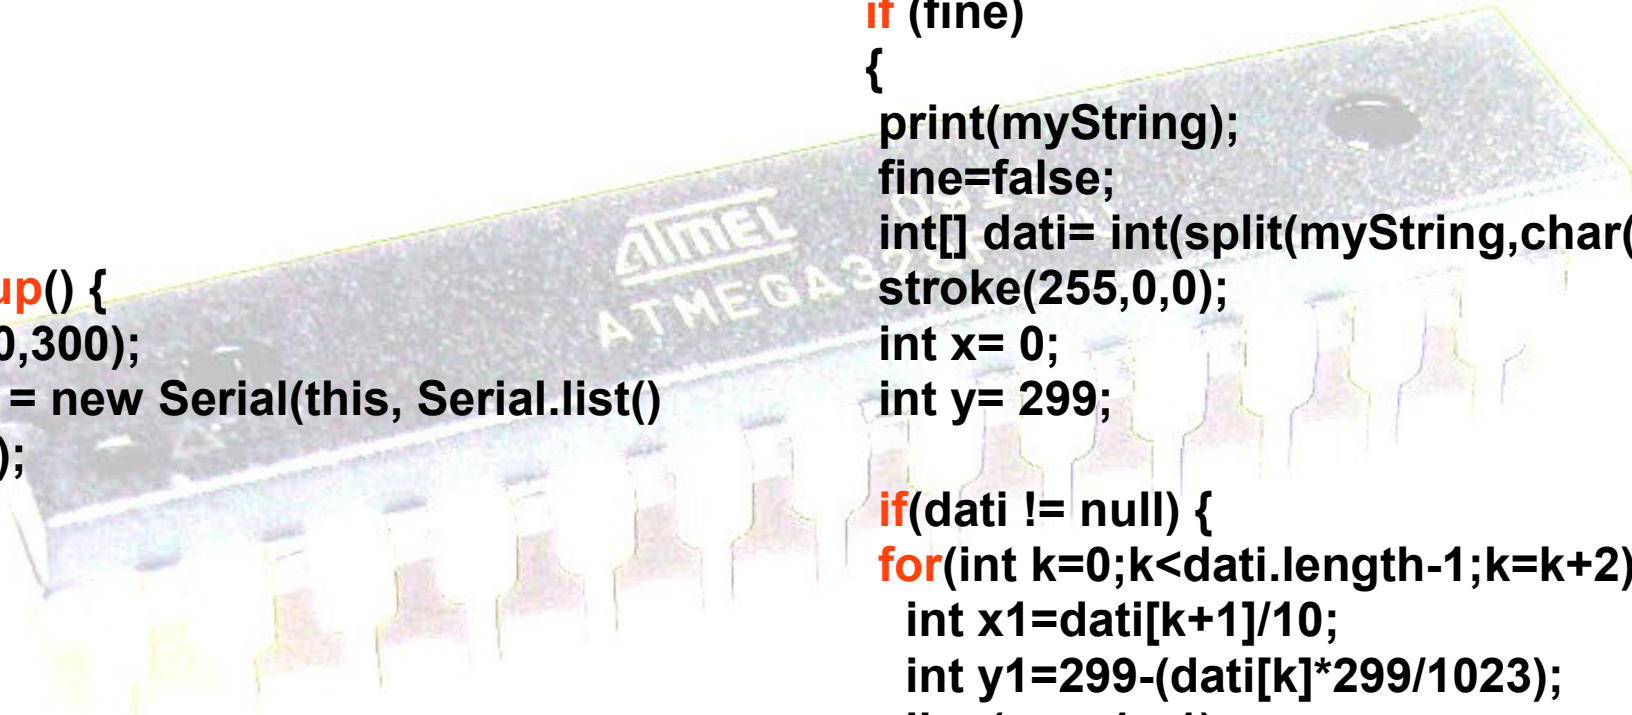 up() {
0,300);
= new Serial(this, Serial.list()
);
if (fine)
{
print(myString);
fine=false;
int[] dati= int(split(myString,char(
stroke(255,0,0);
int x= 0;
int y= 299;
if(dati != null) {
for(int k=0;k<dati.length-1;k=k+2)
int x1=dati[k+1]/10;
int y1=299-(dati[k]*299/1023);
ATMEL